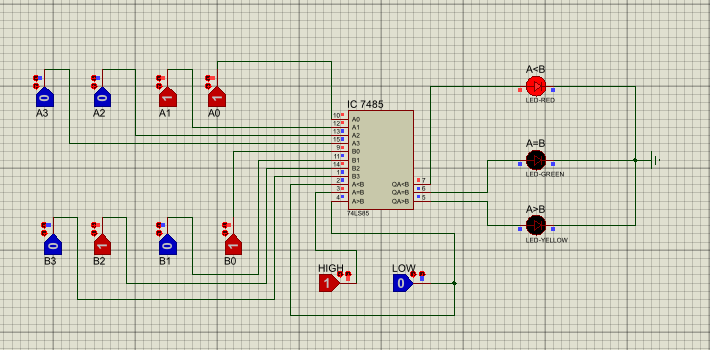 A<B
LED-RED
IC 7485
0 0 1 1
A3 A2 A1 A0
10 A0
12 A1
13 A2
15 A3
9 B0
11 B1
14 B2
1 B3
2 A<B QA<B 7
3 A=B QA=B 6
4 A>B QA>B 5
74LS85
A=B
LED-GREEN
A>B
LED-YELLOW
0 1 0 1
B3 B2 B1 B0
HIGH LOW
1 0